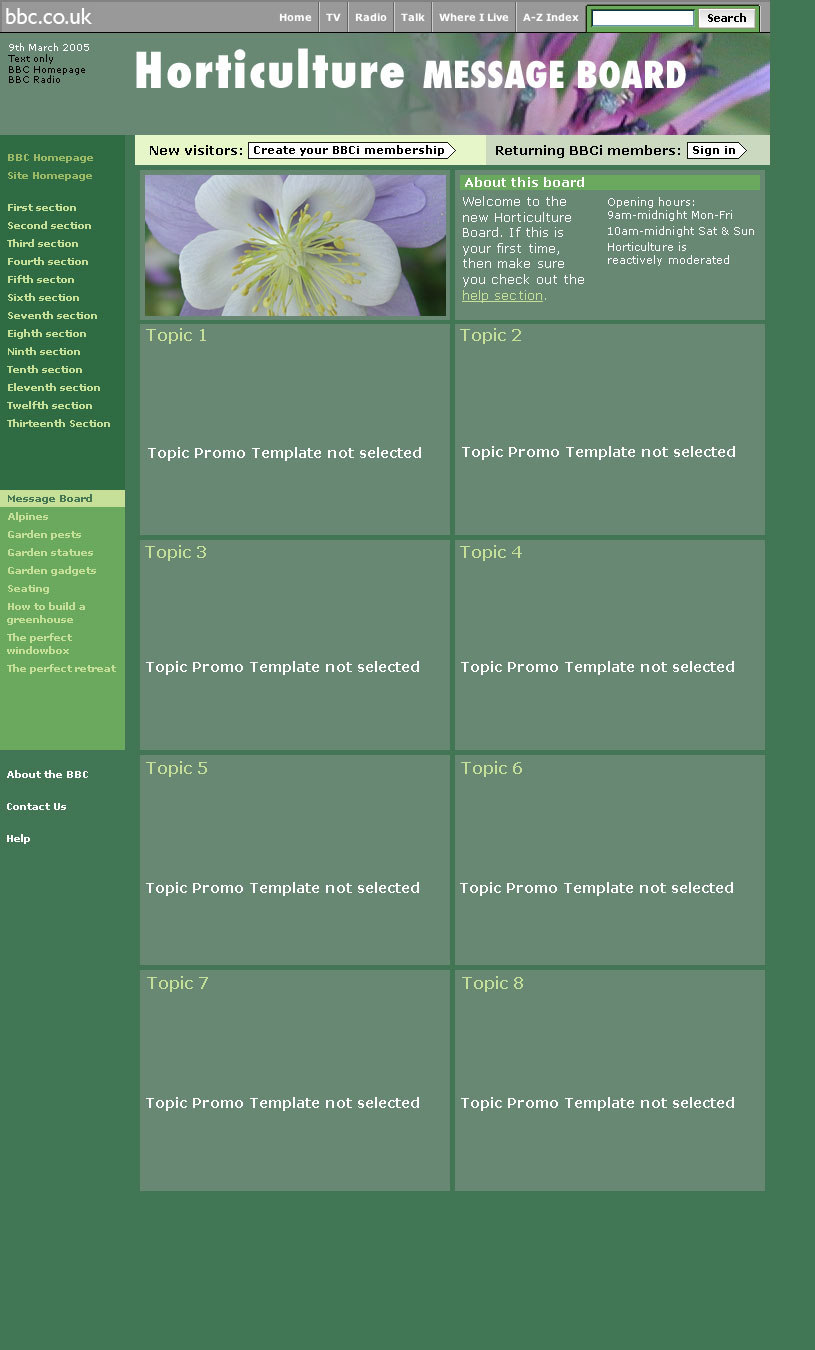 bbc.co.uk
Home
TV
Radio
Talk
Where I Live
A-Z Index
Search
9th March 2005
Text only
BBC Homepage
BBC Radio
Horticulture MESSAGE BOARD
New visitors: Create your BBCi membership
Returning BBCi members: Sign in
BBC Homepage
Site Homepage
First section
Second section
Third section
Fourth section
Fifth secton
Sixth section
Seventh section
Eighth section
Ninth section
Tenth section
Eleventh section
Twelfth section
Thirteenth Section
Message Board
Alpines
Garden pests
Garden statues
Garden gadgets
Seating
How to build a
greenhouse
The perfect
windowbox
The perfect retreat
About the BBC
Contact Us
Help
About this board
Welcome to the
new Horticulture
Board. If this is
your first time,
then make sure
you check out the
help section.
Opening hours:
9am-midnight Mon-Fri
10am-midnight Sat & Sun
Horticulture is
reactively moderated
Topic 1
Topic Promo Template not selected
Topic 2
Topic Promo Template not selected
Topic 3
Topic Promo Template not selected
Topic 4
Topic Promo Template not selected
Topic 5
Topic Promo Template not selected
Topic 6
Topic Promo Template not selected
Topic 7
Topic Promo Template not selected
Topic 8
Topic Promo Template not selected